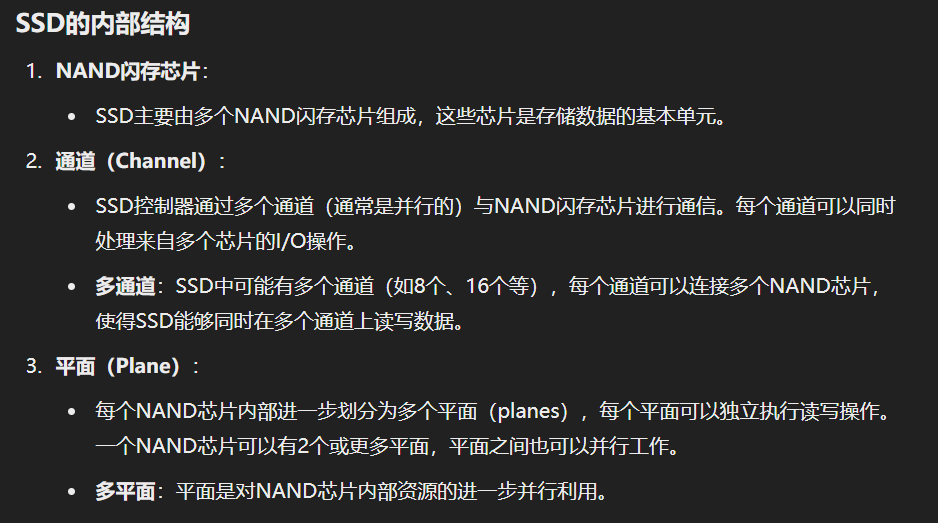 SSD的内部结构
1. NAND闪存芯片：
• SSD主要由多个NAND闪存芯片组成，这些芯片是存储数据的基本单元。
2. 通道（Channel）：
• SSD控制器通过多个通道（通常是并行的）与NAND闪存芯片进行通信。每个通道可以同时
处理来自多个芯片的I/O操作。
• 多通道：SSD中可能有多个通道（如8个、16个等），每个通道可以连接多个NAND芯片，
使得SSD能够同时在多个通道上读写数据。
3. 平面（Plane）：
• 每个NAND芯片内部进一步划分为多个平面（planes），每个平面可以独立执行读写操作。
一个NAND芯片可以有2个或更多平面，平面之间也可以并行工作。
• 多平面：平面是对NAND芯片内部资源的进一步并行利用。